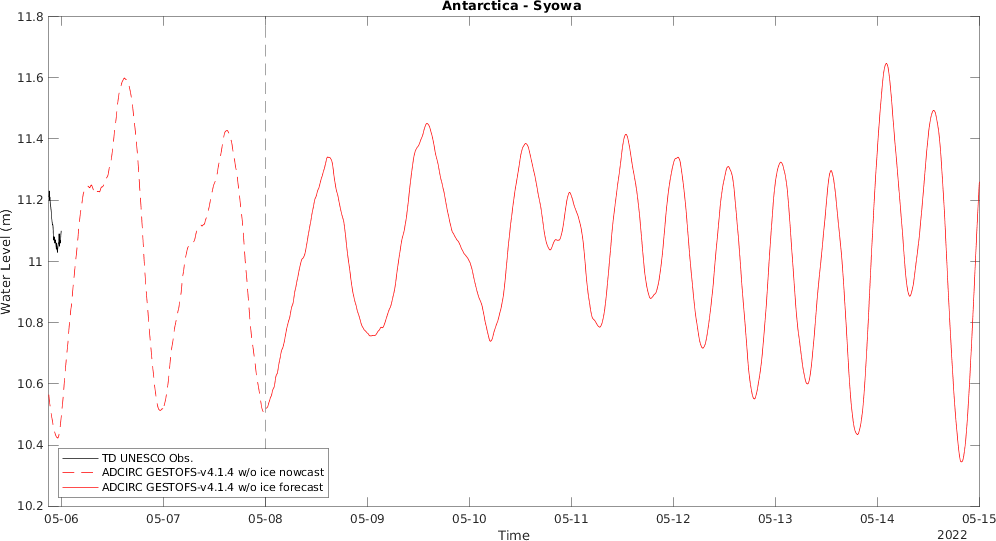 Antarctica - Syowa
11.8
11.6
11.4
11.2
11
10.8
10.6
10.4
10.2
Water Level (m)
TD UNESCO Obs.
ADCIRC GESTOFS-v4.1.4 w/o ice nowcast
ADCIRC GESTOFS-v4.1.4 w/o ice forecast
05-06 05-07 05-08 05-09 05-10 05-11 05-12 05-13 05-14 05-15
Time
2022